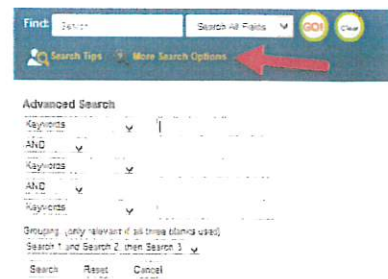 Find: Search Search All Fields GO! Clear
Search Tips More Search Options
Advanced Search
Keywords
AND
Keywords
AND
Keywords
Grouping (only relevant if all three blanks used)
Search 1 and Search 2, then Search 3
Search Reset Cancel